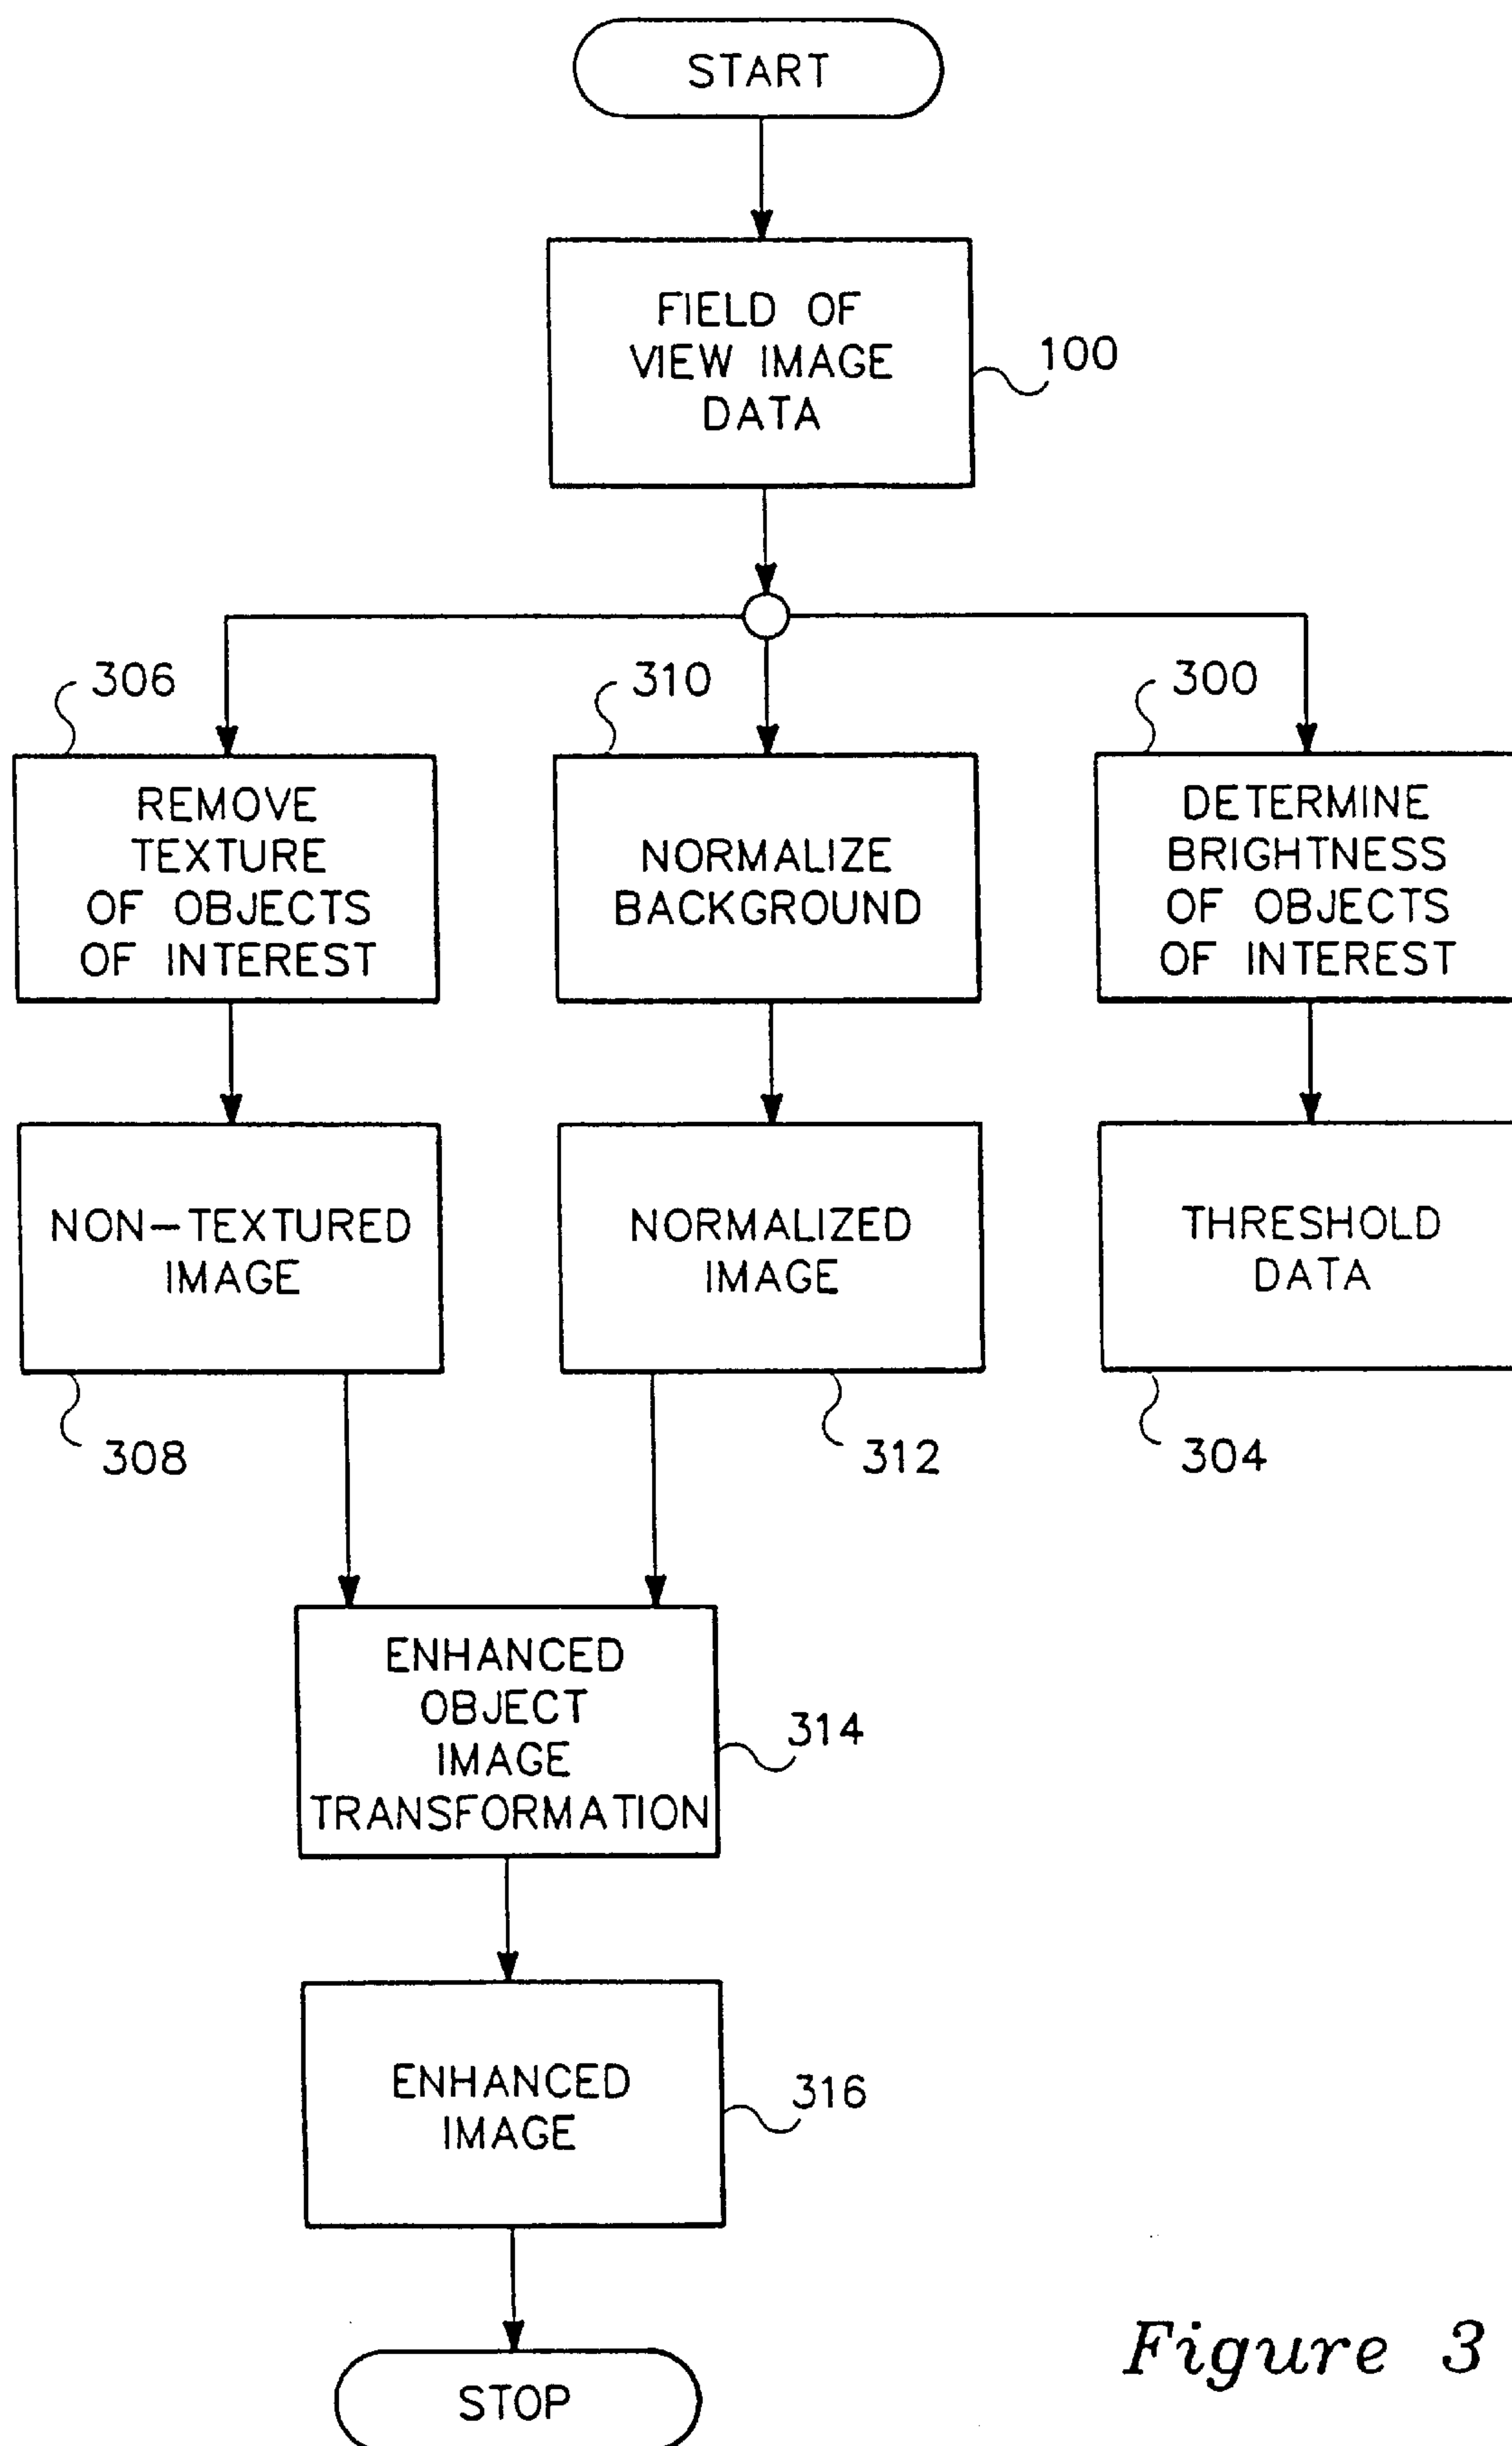 START
FIELD OF
VIEW IMAGE
DATA
100
306
310
300
REMOVE
TEXTURE
OF OBJECTS
OF INTEREST
NORMALIZE
BACKGROUND
DETERMINE
BRIGHTNESS
OF OBJECTS
OF INTEREST
NON-TEXTURED
IMAGE
NORMALIZED
IMAGE
THRESHOLD
DATA
308
312
304
ENHANCED
OBJECT
IMAGE
TRANSFORMATION
314
ENHANCED
IMAGE
316
STOP
Figure 3